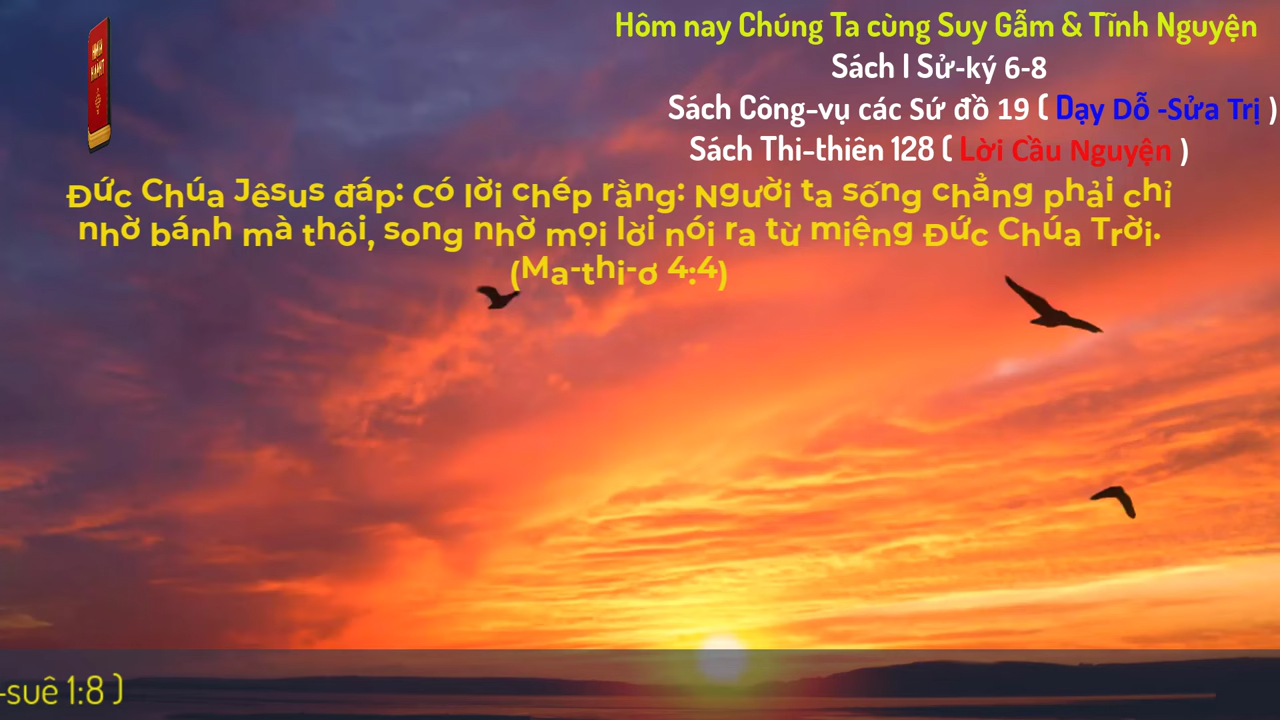 Hôm nay Chúng Ta cùng Suy Gẫm & Tĩnh Nguyện
Sách I Sử-ký 6-8
Sách Công-vụ các Sứ đồ 19 ( Dạy Dỗ -Sửa Trị )
Sách Thi-thiên 128 ( Lời Cầu Nguyện )
Đức Chúa Jêsus đáp: Có lời chép rằng: Người ta sống chẳng phải chỉ
nhờ bánh mà thôi, song nhờ mọi lời nói ra từ miệng Đức Chúa Trời.
(Ma-thi-ơ 4:4)
-suê 1:8 )